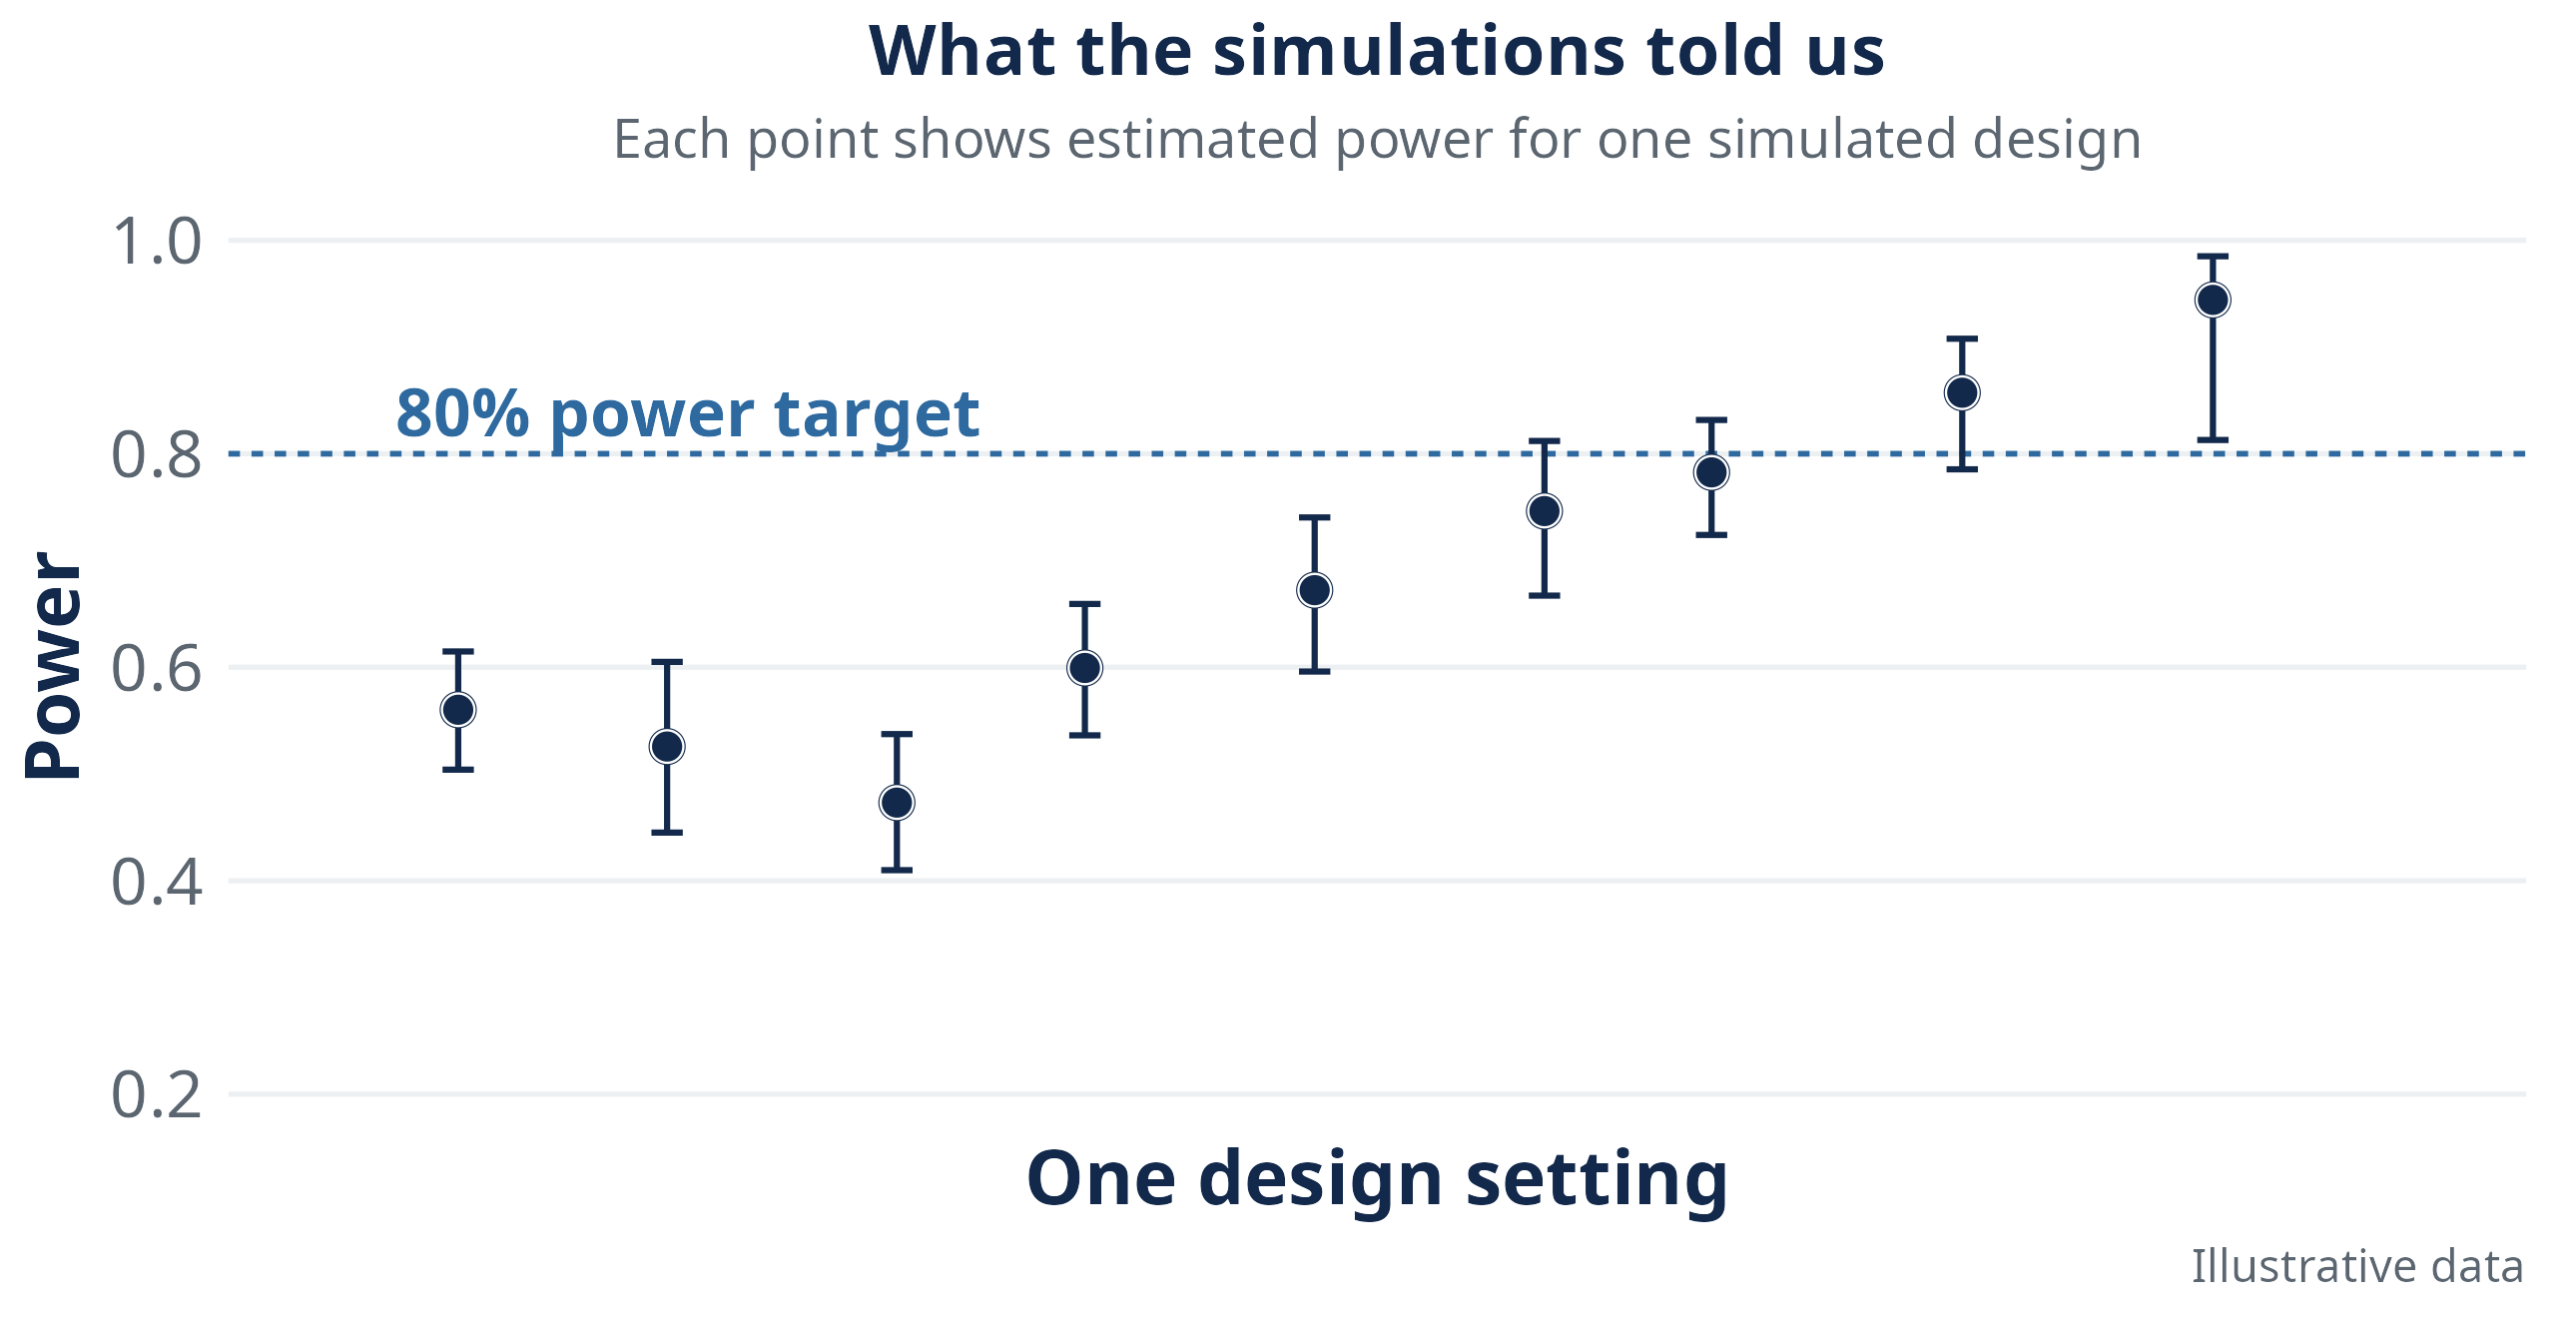 What the simulations told us
Each point shows estimated power for one simulated design
1.0
80% power target
0.8
Power
0.6
0.4
0.2
One design setting
Illustrative data